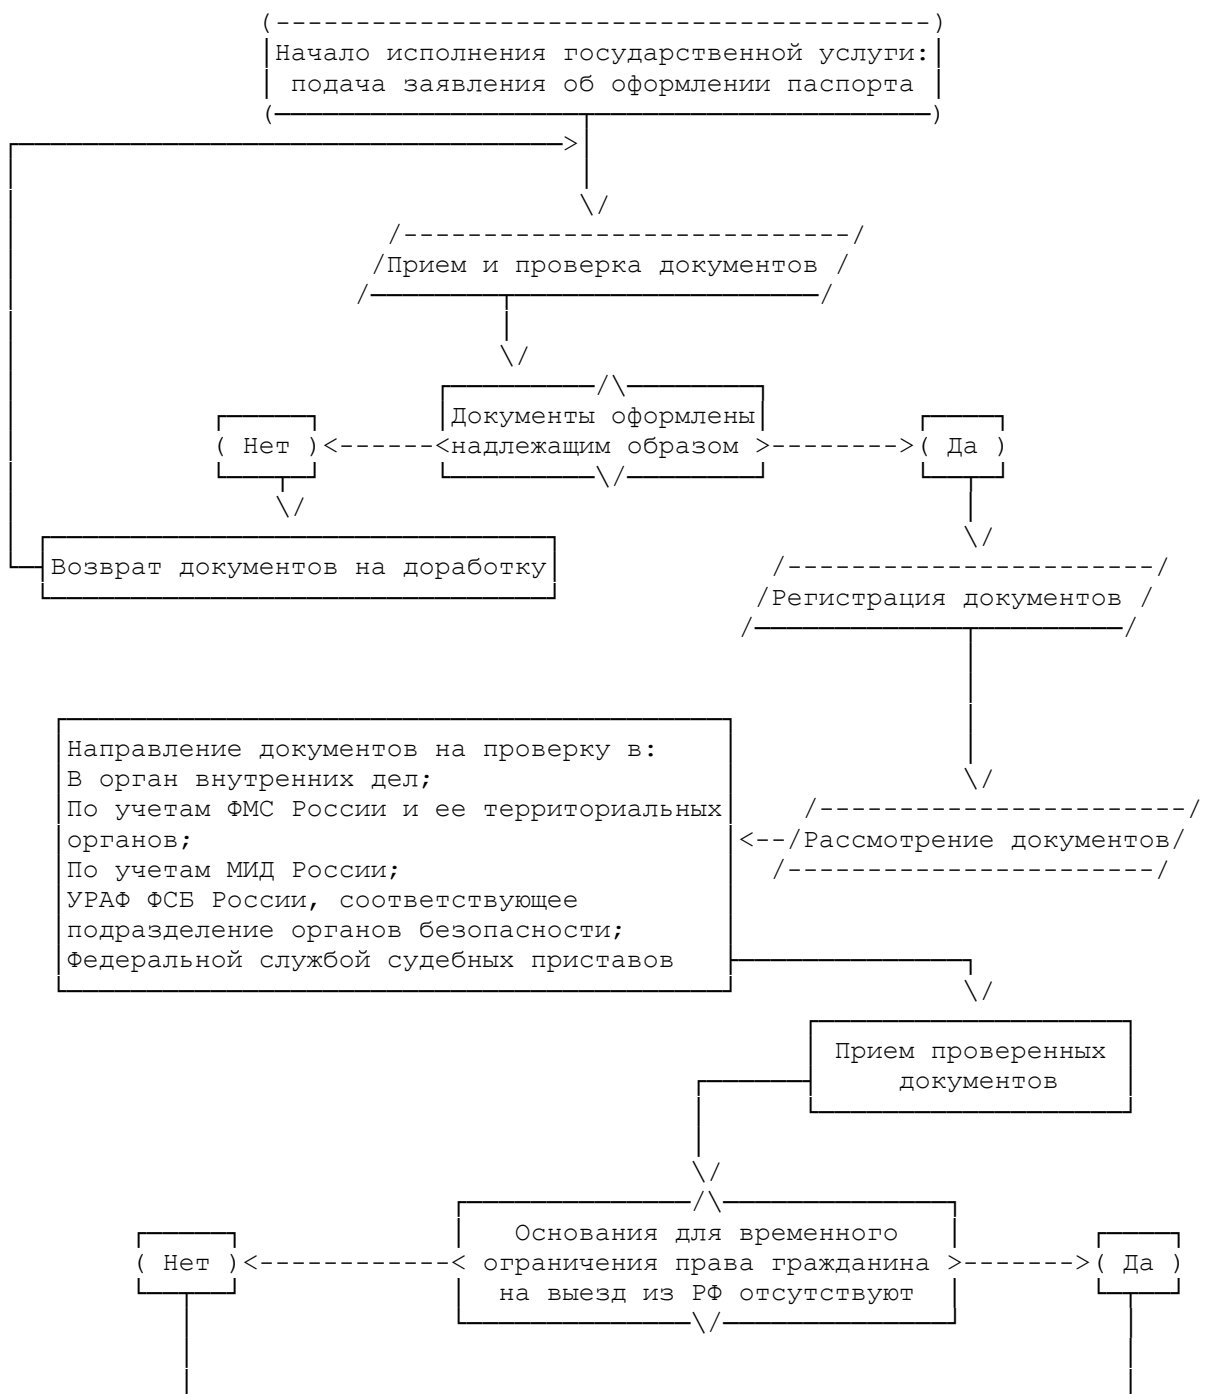 Начало исполнения государственной услуги:
подача заявления об оформлении паспорта
Прием и проверка документов
Документы оформлены
Нет
надлежащим образом
Да
Возврат документов на доработку
Регистрация документов
Направление документов на проверку в:
В орган внутренних дел;
По учетам ФМС России и ее территориальных
органов;
Рассмотрение документов
По учетам МИД России;
УРАФ ФСБ России, соответствующее
подразделение органов безопасности;
Федеральной службой судебных приставов
Прием проверенных
документов
Основания для временного
Нет
ограничения права гражданина
Да
на выезд из РФ отсутствуют